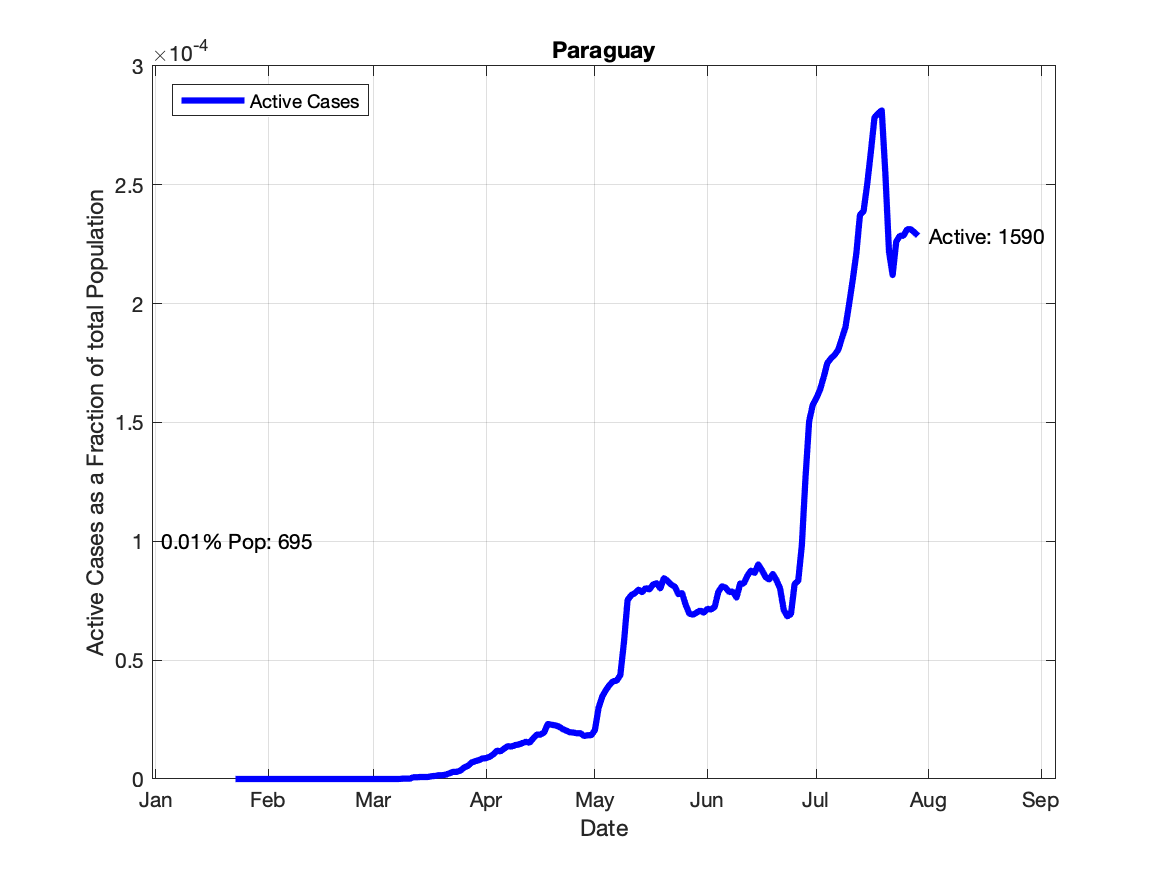 Paraguay
×10-4
3
2.5
2
1.5
1
0.5
0
Active Cases
Active: 1590
0.01% Pop: 695
Active Cases as a Fraction of total Population
Jan Feb Mar Apr May Jun Jul Aug Sep
Date